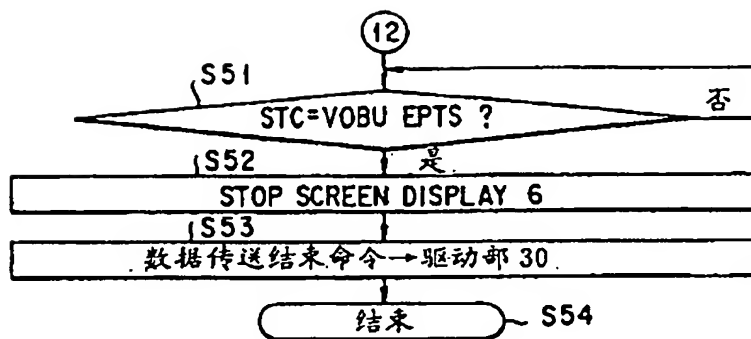 12
S51
STC=VOBU EPTS ?
否
是
S52
STOP SCREEN DISPLAY 6
S53
数据传送结束命令→驱动部 30
结束
S54